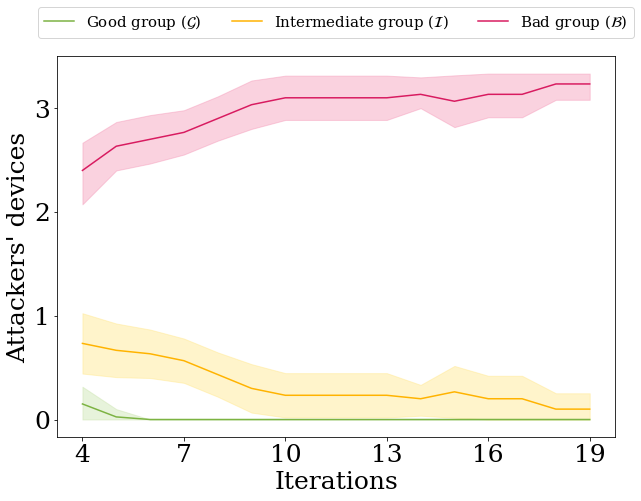 Good group (𝒢) Intermediate group (ℐ) Bad group (ℬ)
Attackers' devices
3
2
1
0
4 7 10 13 16 19
Iterations